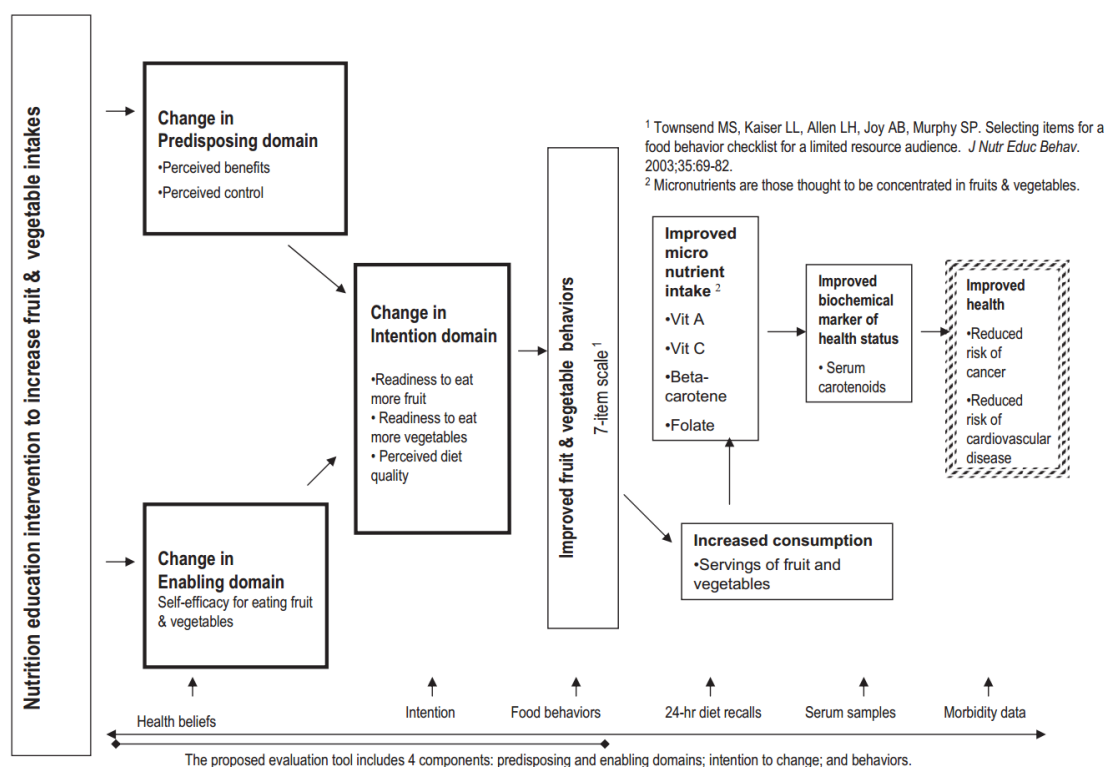 Nutrition education intervention to increase fruit & vegetable intakes
Change in
Predisposing domain
•Perceived benefits
•Perceived control
Change in
Enabling domain
Self-efficacy for eating fruit
& vegetables
Change in
Intention domain
•Readiness to eat
more fruit
• Readiness to eat
more vegetables
• Perceived diet
quality
Improved fruit & vegetable behaviors
7-item scale 1
1 Townsend MS, Kaiser LL, Allen LH, Joy AB, Murphy SP. Selecting items for a
food behavior checklist for a limited resource audience. J Nutr Educ Behav.
2003;35:69-82.
2 Micronutrients are those thought to be concentrated in fruits & vegetables.
Improved
micro
nutrient
intake 2
•Vit A
•Vit C
•Beta-
carotene
•Folate
Improved
biochemical
marker of
health status
• Serum
carotenoids
Improved
health
•Reduced
risk of
cancer
•Reduced
risk of
cardiovascular
disease
Increased consumption
•Servings of fruit and
vegetables
Health beliefs
Intention
Food behaviors
24-hr diet recalls
Serum samples
Morbidity data
The proposed evaluation tool includes 4 components: predisposing and enabling domains; intention to change; and behaviors.